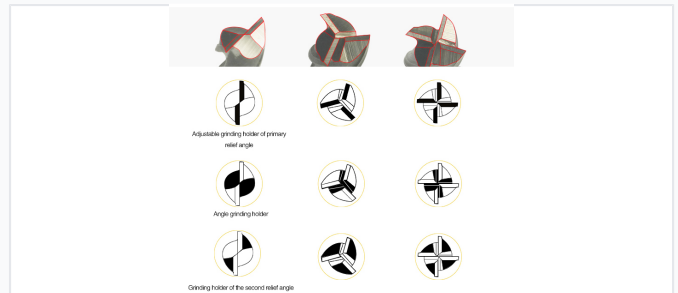 Adjustable grinding holder of primary
relief angle
Angle grinding holder
Grinding holder of the second relief angle